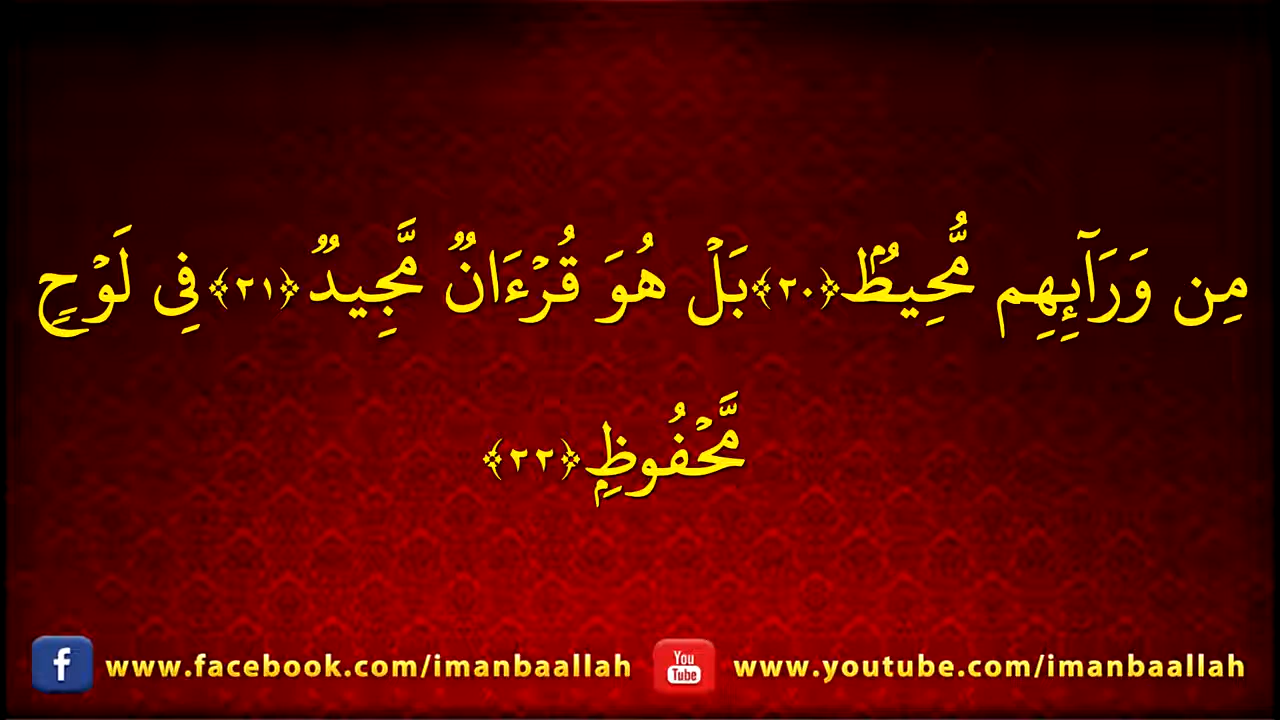 مِن وَرَآئِهِم مُّحِيطٌۢ ﴿٢٠﴾ بَلْ هُوَ قُرْءَانٌ مَّجِيدٌ ﴿٢١﴾ فِى لَوْحٍ
مَّحْفُوظٍۭ ﴿٢٢﴾
f www.facebook.com/imanbaallah You Tube www.youtube.com/imanbaallah